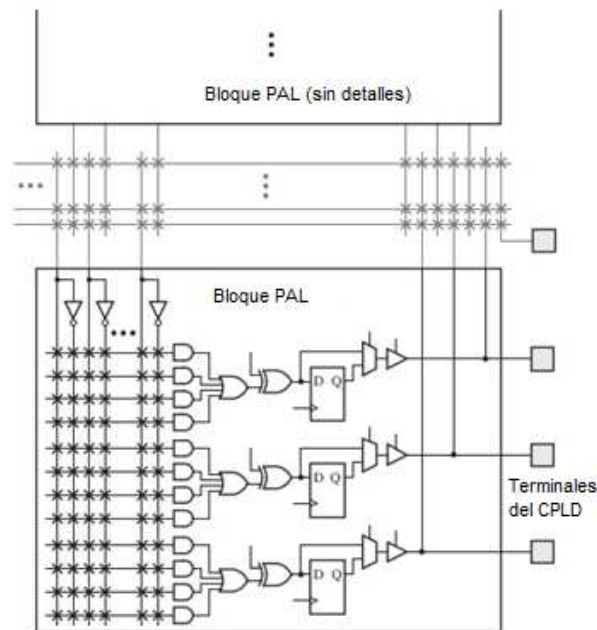 Bloque PAL (sin detalles)
Bloque PAL
D Q
D Q
Terminales
del CPLD
D Q